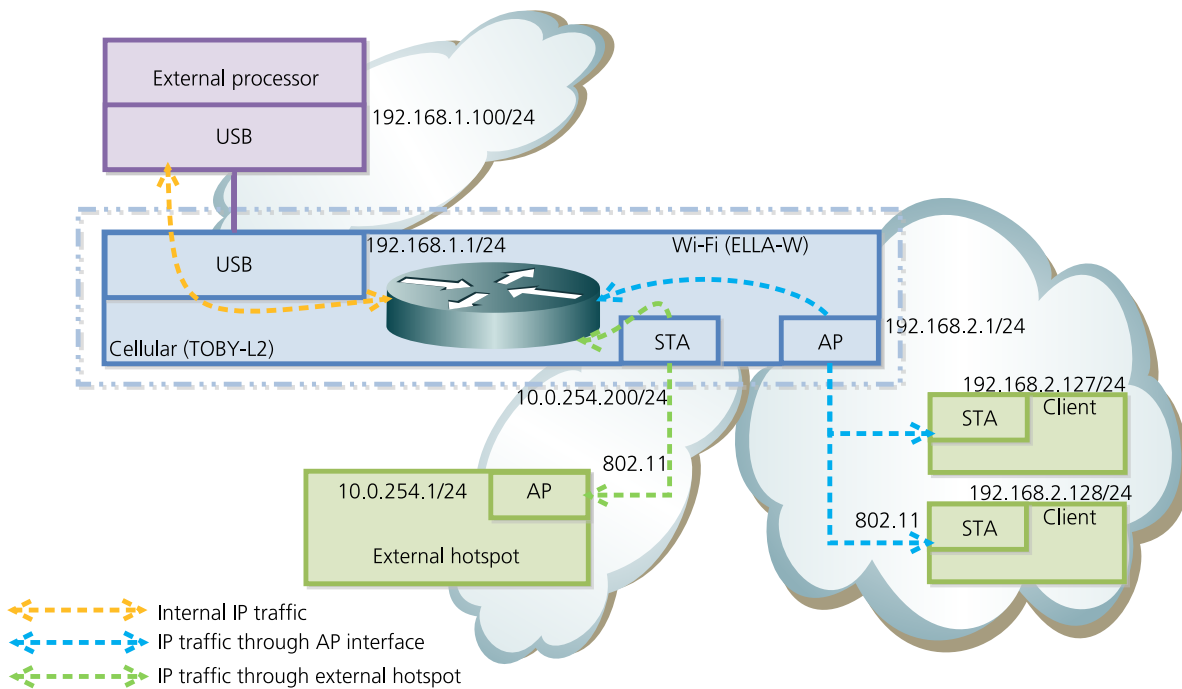 External processor
USB
192.168.1.100/24
USB
192.168.1.1/24
Wi-Fi (ELLA-W)
Cellular (TOBY-L2)
STA
AP
192.168.2.1/24
10.0.254.200/24
192.168.2.127/24
STA
Client
802.11
10.0.254.1/24
AP
External hotspot
192.168.2.128/24
802.11
STA
Client
Internal IP traffic
IP traffic through AP interface
IP traffic through external hotspot